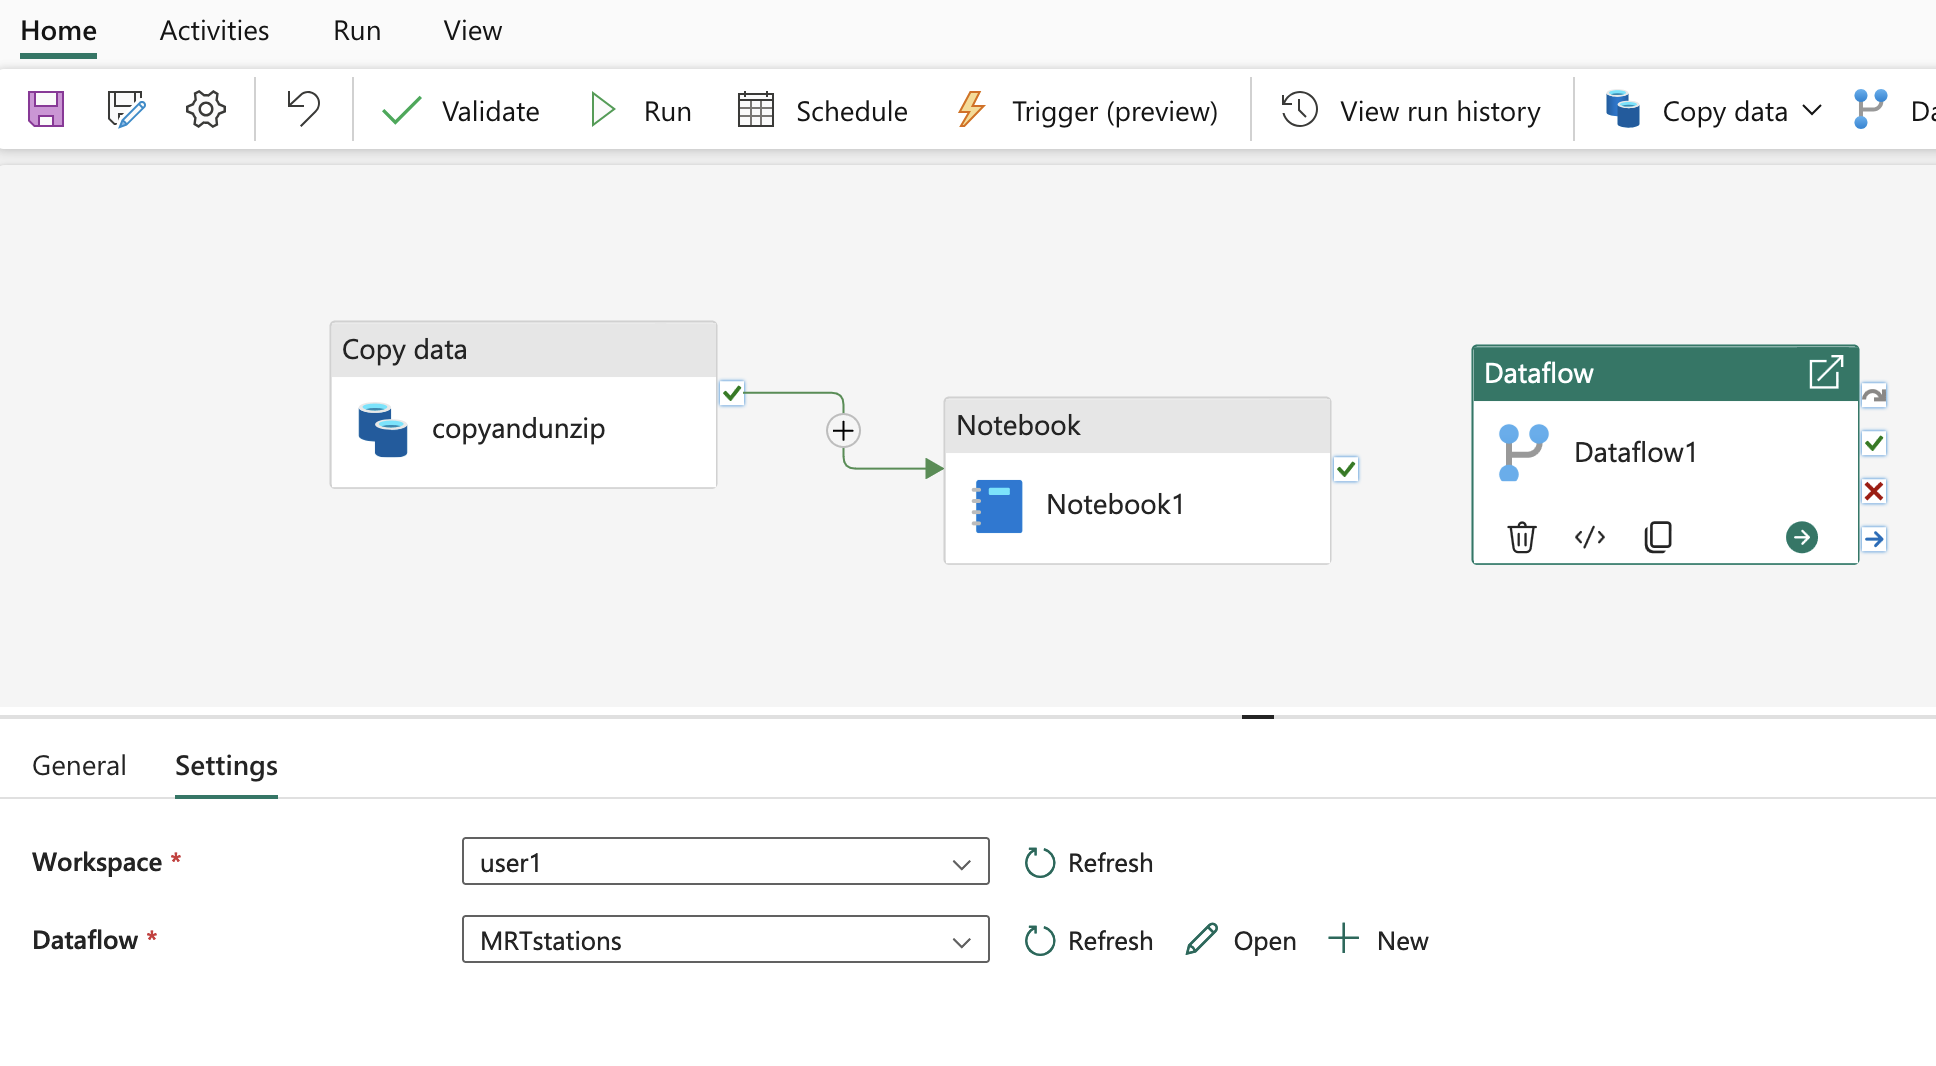 Home Activities Run View
Validate Run Schedule Trigger (preview) View run history Copy data Da
Copy data
copyandunzip
Notebook
Notebook1
Dataflow
Dataflow1
General Settings
Workspace * user1 Refresh
Dataflow * MRTstations Refresh Open New